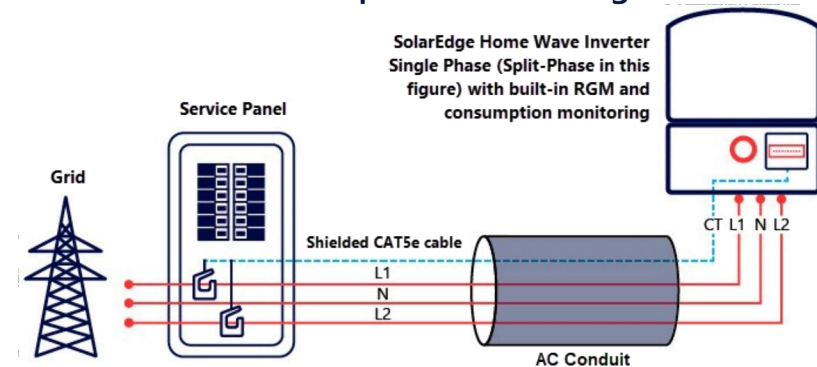 SolarEdge Home Wave Inverter
Single Phase (Split-Phase in this
figure) with built-in RGM and
consumption monitoring
Service Panel
Grid
CT L1 N L2
Shielded CAT5e cable
L1
N
L2
AC Conduit